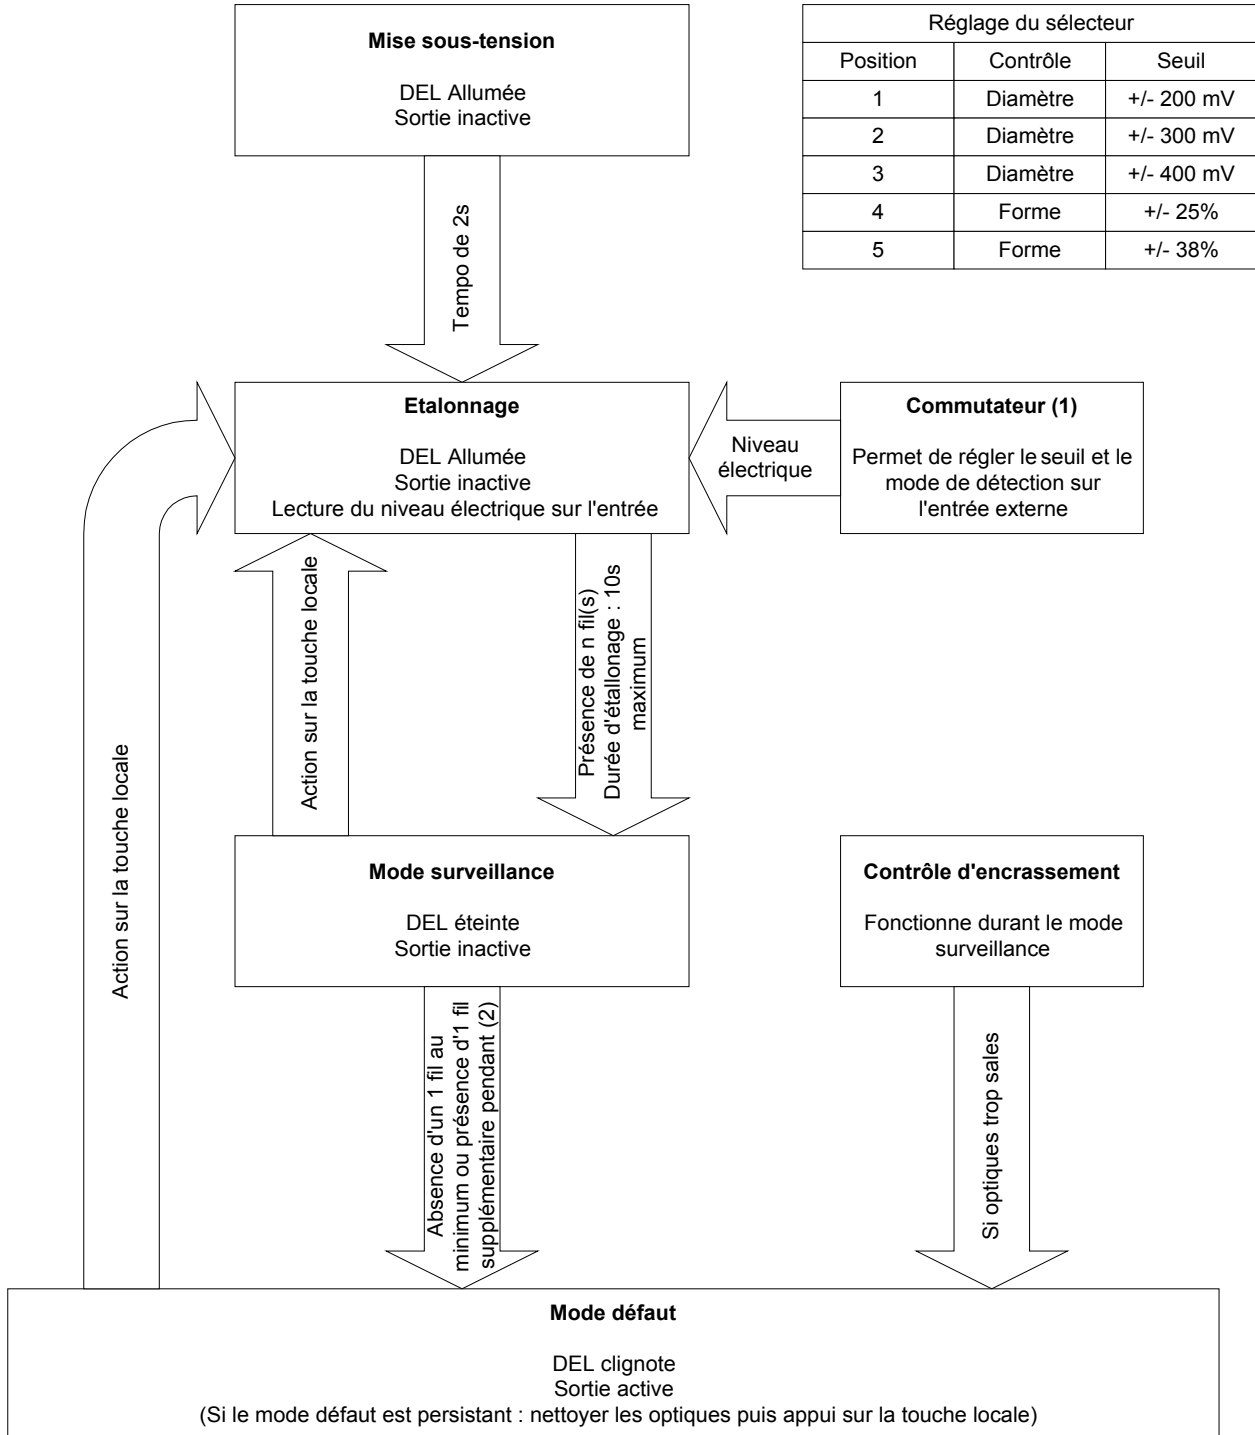 Mise sous-tension
DEL Allumée
Sortie inactive
Réglage du sélecteur
Position Contrôle Seuil
1 Diamètre +/- 200 mV
2 Diamètre +/- 300 mV
3 Diamètre +/- 400 mV
4 Forme +/- 25%
5 Forme +/- 38%
Tempo de 2s
Etalonnage
DEL Allumée
Sortie inactive
Lecture du niveau électrique sur l'entrée
Niveau
électrique
Commutateur (1)
Permet de régler le seuil et le
mode de détection sur
l'entrée externe
Action sur la touche locale
Action sur la touche locale
Présence de n fil(s)
Durée d'étallonage : 10s
maximum
Mode surveillance
DEL éteinte
Sortie inactive
Contrôle d'encrassement
Fonctionne durant le mode
surveillance
Absence d'un 1 fil au
minimum ou présence d'1 fil
supplémentaire pendant (2)
Si optiques trop sales
Mode défaut
DEL clignote
Sortie active
(Si le mode défaut est persistant : nettoyer les optiques puis appui sur la touche locale)